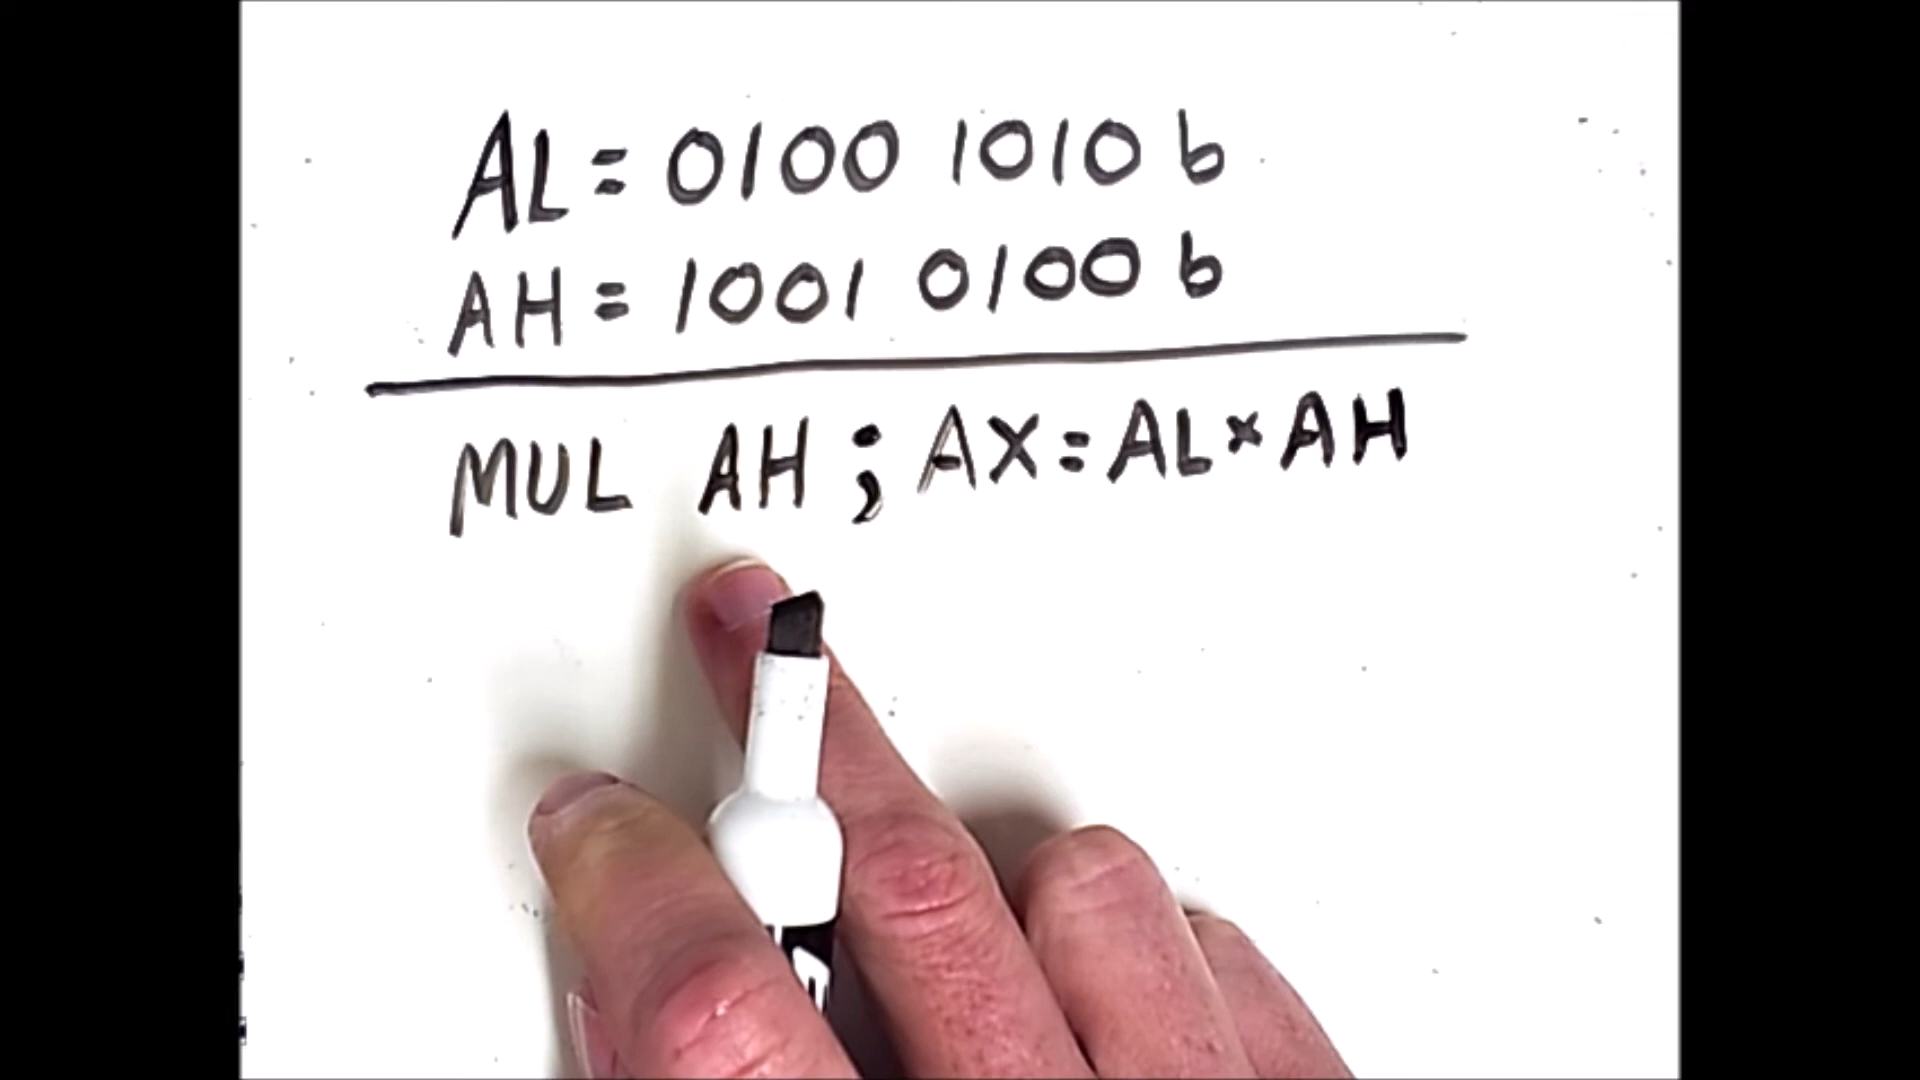 AL = 0100 1010 b
AH = 1001 0100 b
MUL AH ; AX = AL × AH